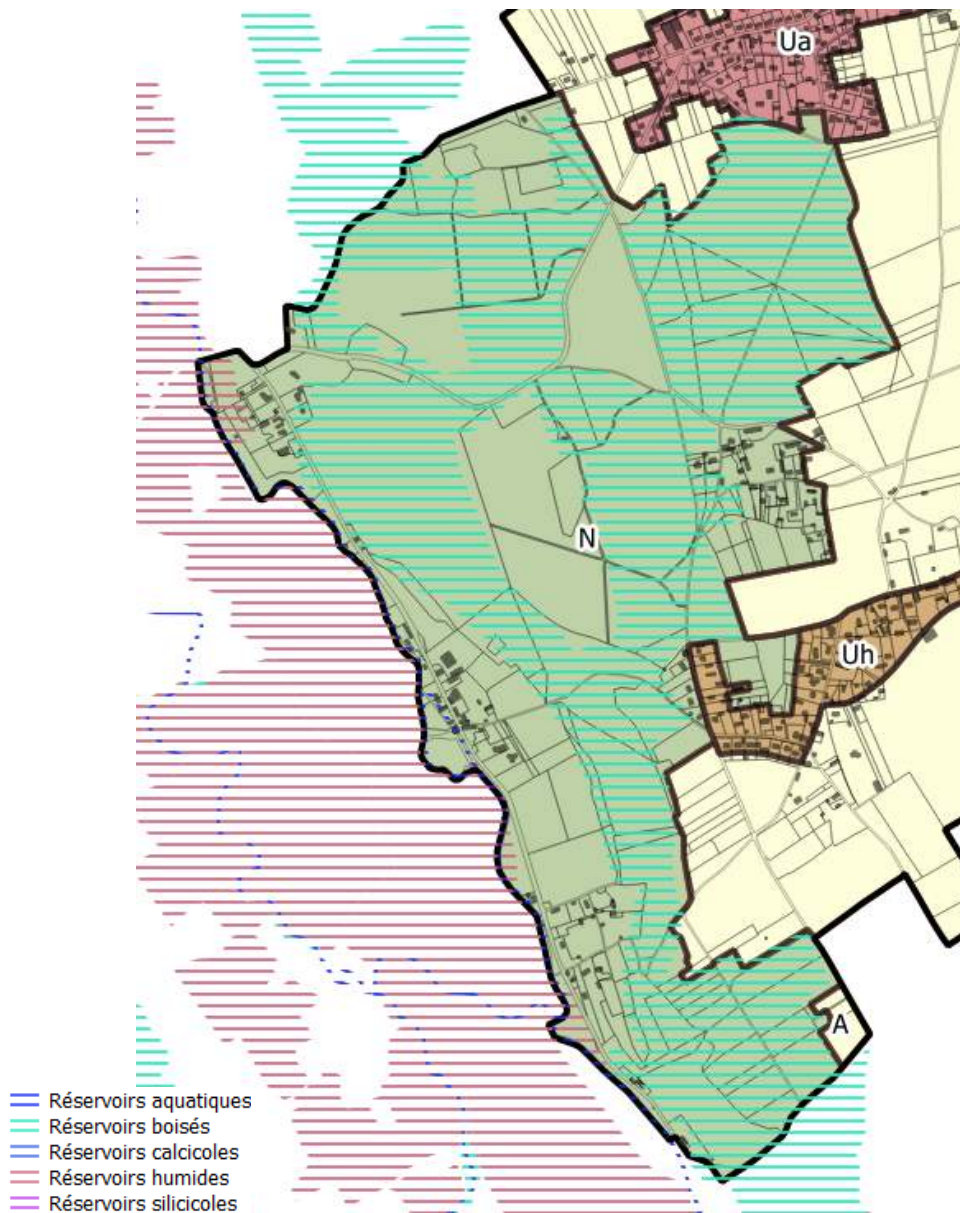 Ua
N
Uh
A
Réservoirs aquatiques
Réservoirs boisés
Réservoirs calcicoles
Réservoirs humides
Réservoirs silicicoles